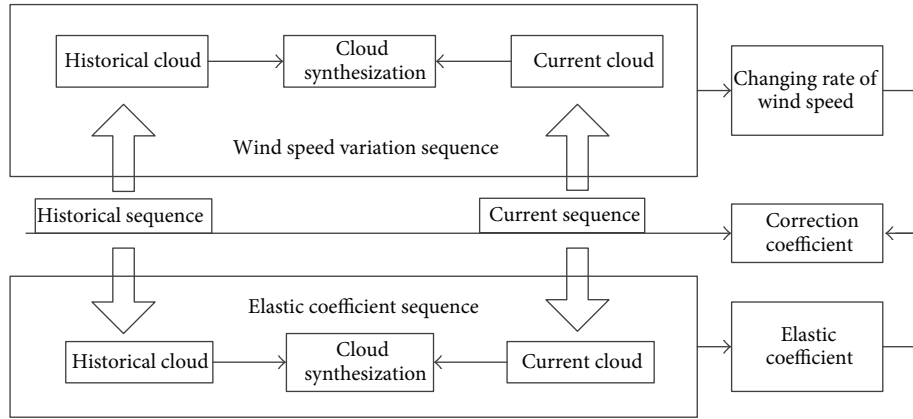 Historical cloud
Cloud
synthesization
Current cloud
Changing rate of
wind speed
Wind speed variation sequence
Historical sequence
Current sequence
Correction
coefficient
Elastic coefficient sequence
Historical cloud
Cloud
synthesization
Current cloud
Elastic
coefficient